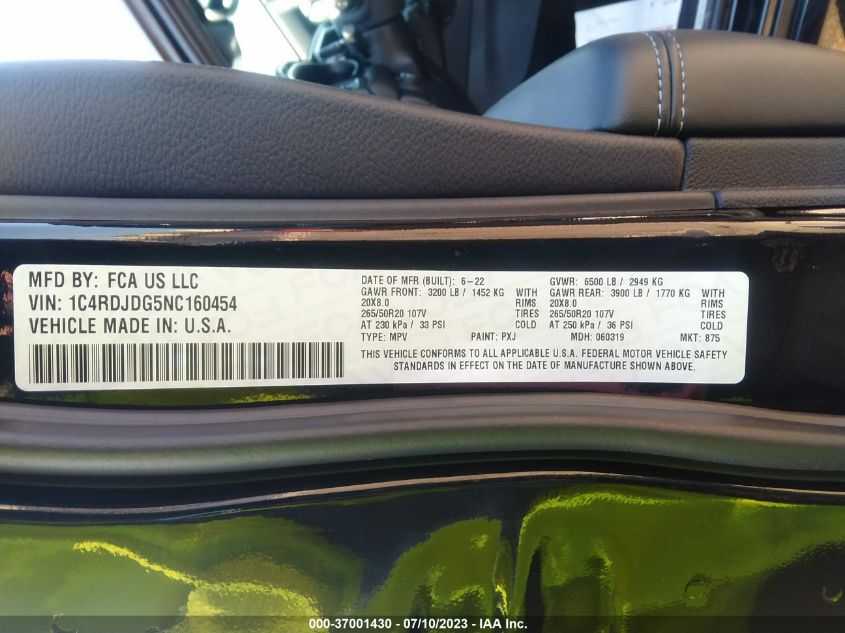 MFD BY: FCA US LLC
VIN: 1C4RDJDG5NC160454
VEHICLE MADE IN: U.S.A.
DATE OF MFR (BUILT): 6-22 GVWR: 6500 LB / 2949 KG
GAWR FRONT: 3200 LB / 1452 KG WITH GAWR REAR: 3900 LB / 1770 KG WITH
20X8.0 RIMS 20X8.0 RIMS
265/50R20 107V TIRES 265/50R20 107V TIRES
AT 230 kPa / 33 PSI COLD AT 250 kPa / 36 PSI COLD
TYPE: MPV PAINT: PXJ MDH: 060319 MKT: 875
THIS VEHICLE CONFORMS TO ALL APPLICABLE U.S.A. FEDERAL MOTOR VEHICLE SAFETY
STANDARDS IN EFFECT ON THE DATE OF MANUFACTURE SHOWN ABOVE.
000-37001430 - 07/10/2023 - IAA Inc.